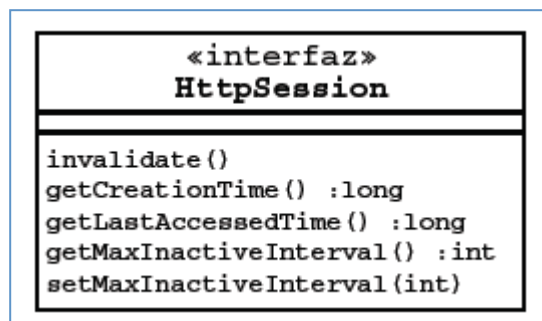 «interfaz»
HttpSession
invalidate()
getCreationTime() :long
getLastAccessedTime() :long
getMaxInactiveInterval() :int
setMaxInactiveInterval(int)